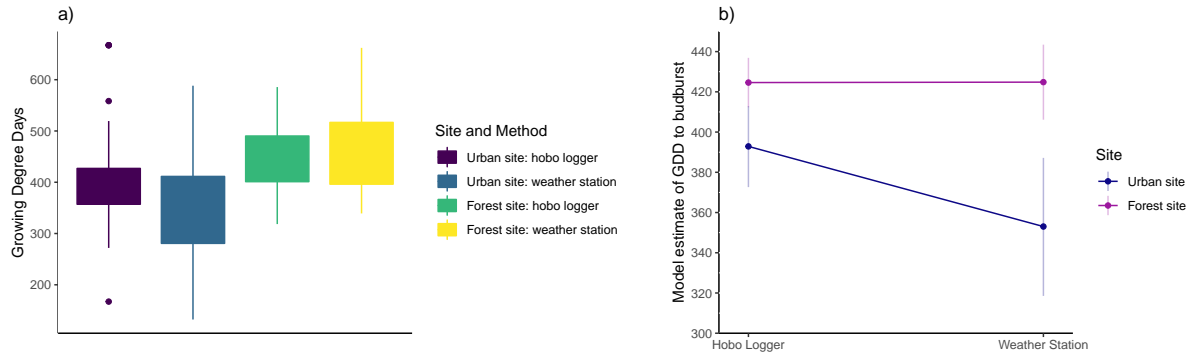 a)
Growing Degree Days
600
500
400
300
200
Site and Method
Urban site: hobo logger
Urban site: weather station
Forest site: hobo logger
Forest site: weather station
b)
Model estimate of GDD to budburst
440
420
400
380
360
340
320
300
Hobo Logger
Weather Station
Site
Urban site
Forest site